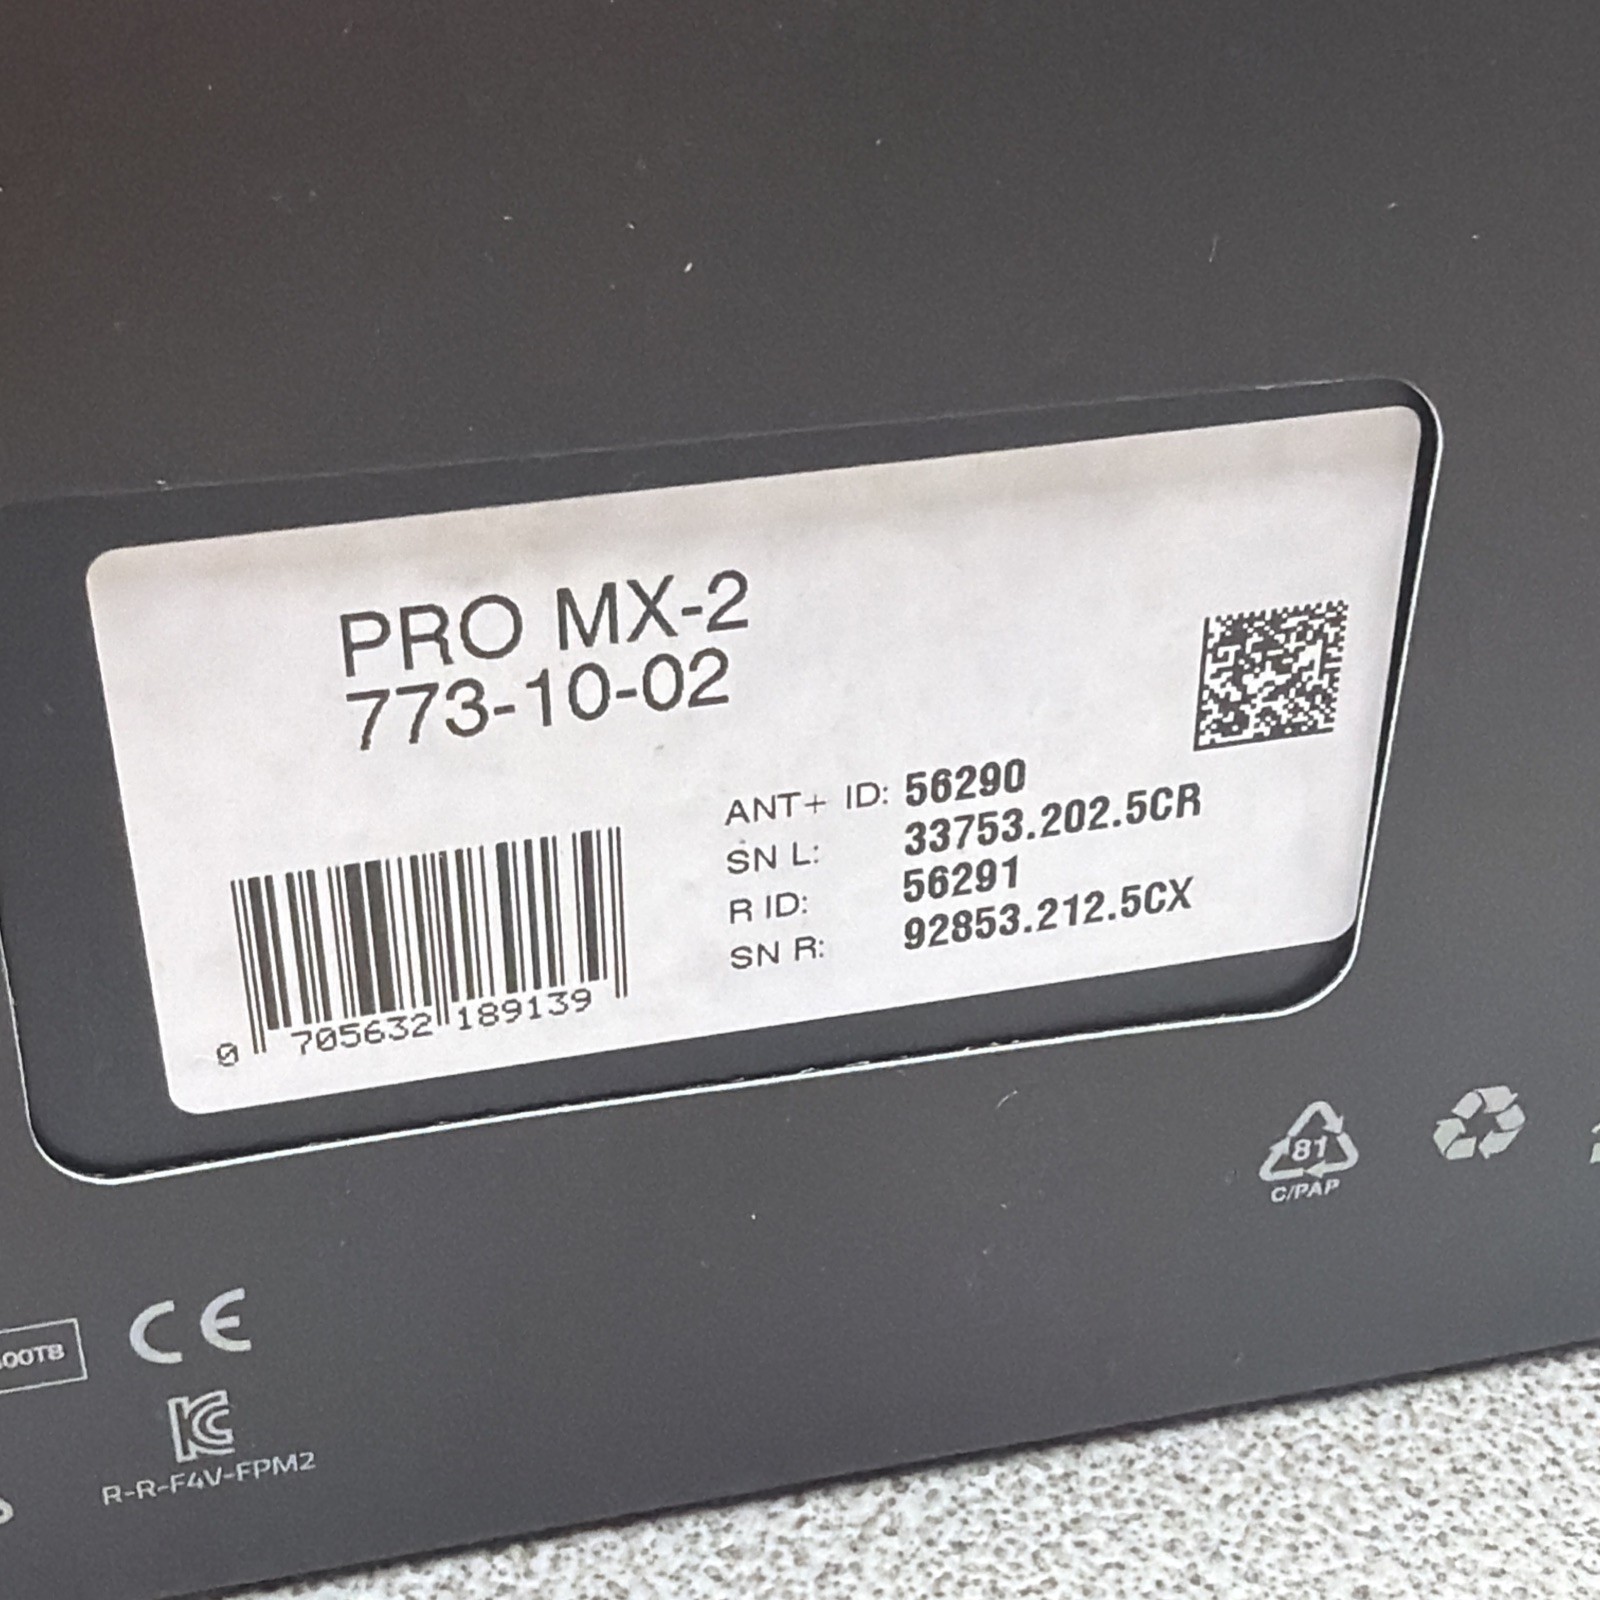 PRO MX-2
773-10-02
ANT+ ID: 56290
SN L: 33753.202.5CR
R ID: 56291
SN R: 92853.212.5CX
0 705632 189139
81
C/PAP
CE
R-R-F4V-FPM2